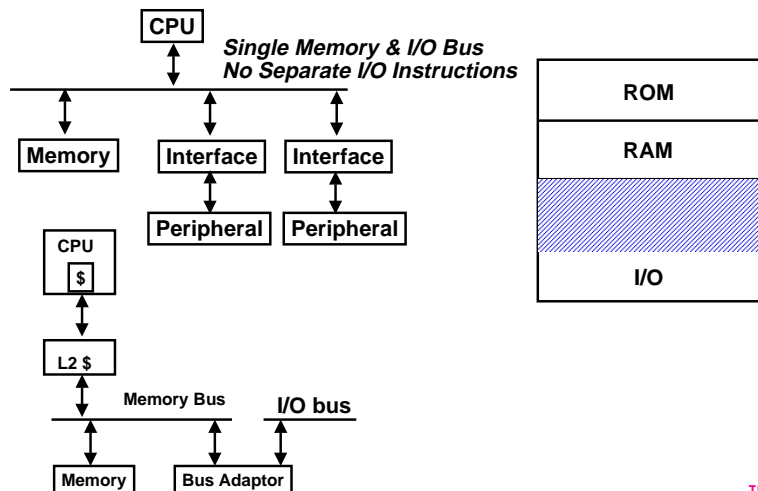 CPU
Single Memory & I/O Bus
No Separate I/O Instructions
Memory
Interface
Interface
Peripheral
Peripheral
ROM
RAM
I/O
CPU
$
L2 $
Memory Bus
I/O bus
Memory
Bus Adaptor